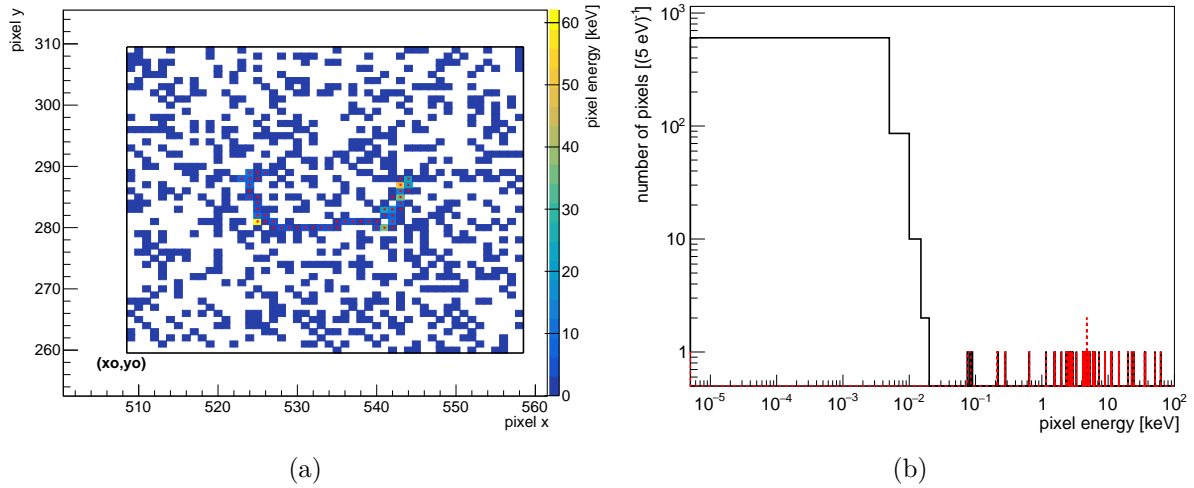 pixel y
310
300
290
280
270
260
(xo,yo)
510 520 530 540 550 560
pixel x
60
50
40
30
20
10
0
pixel energy [keV]
(a)
number of pixels [(5 eV)⁻¹]
10³
10²
10
1
10⁻⁵ 10⁻⁴ 10⁻³ 10⁻² 10⁻¹ 1 10 10²
pixel energy [keV]
(b)